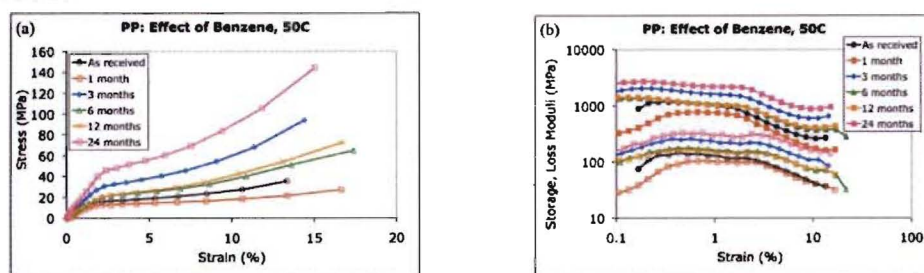 (a)
PP: Effect of Benzene, 50C
160
140
120
100
80
60
40
20
0
Stress (MPa)
As received
1 month
3 months
6 months
12 months
24 months
0
5
10
15
20
Strain (%)
(b)
PP: Effect of Benzene, 50C
10000
1000
100
10
Storage, Loss Moduli (MPa)
As received
1 month
3 months
6 months
12 months
24 months
0.1
1
10
100
Strain (%)